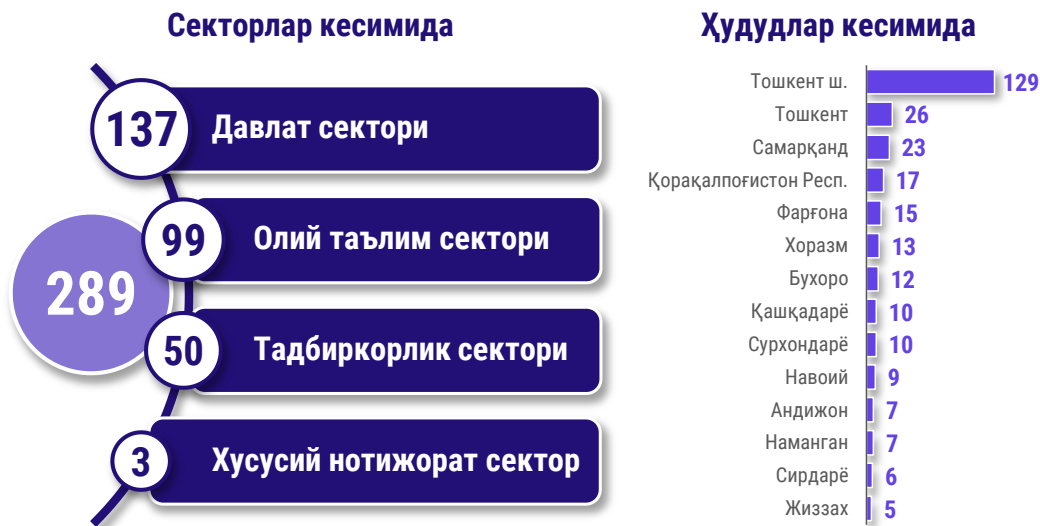 Секторлар кесимида
137
Давлат сектори
99
Олий таълим сектори
289
50
Тадбиркорлик сектори
3
Хусусий нотижорат сектор
Ҳудудлар кесимида
Тошкент ш. 129
Тошкент 26
Самарқанд 23
Қорақалпоғистон Респ. 17
Фарғона 15
Хоразм 13
Бухоро 12
Қашқадарё 10
Сурхондарё 10
Навоий 9
Андижон 7
Наманган 7
Сирдарё 6
Жиззах 5